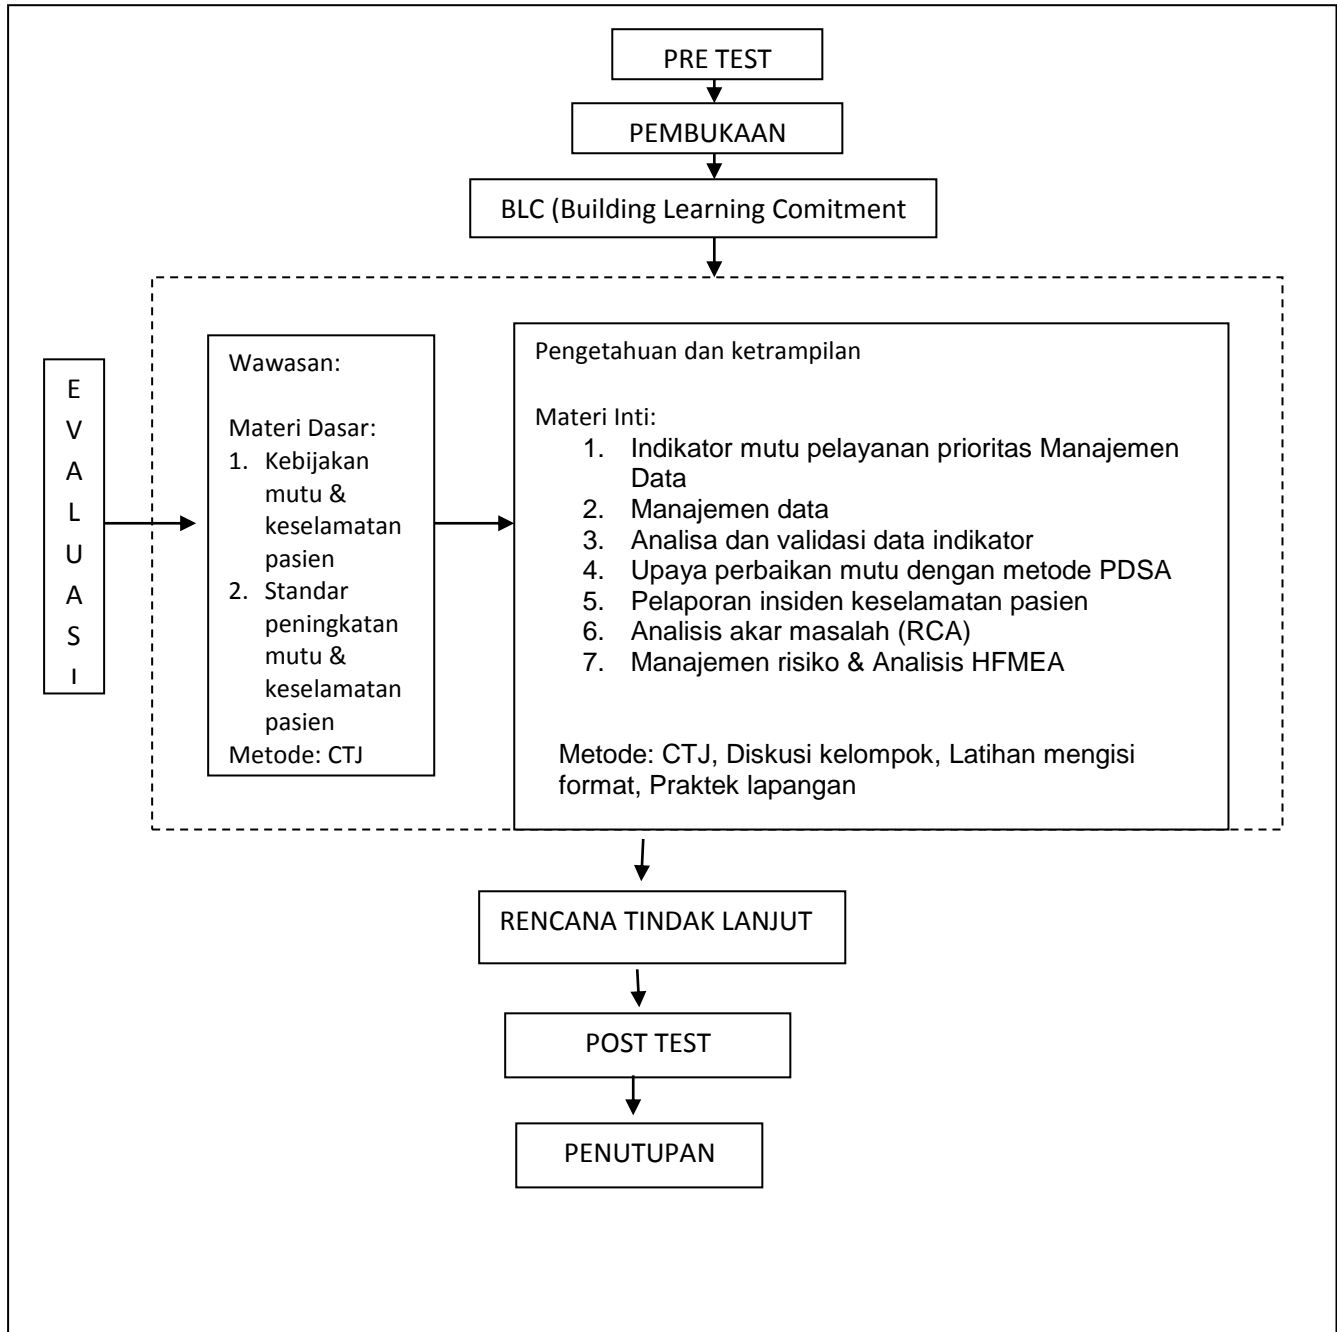 PRE TEST
PEMBUKAAN
BLC (Building Learning Comitment
E
V
A
L
U
A
S
I
Wawasan:
Materi Dasar:
1. Kebijakan
mutu &
keselamatan
pasien
2. Standar
peningkatan
mutu &
keselamatan
pasien
Metode: CTJ
Pengetahuan dan ketrampilan
Materi Inti:
1. Indikator mutu pelayanan prioritas Manajemen
Data
2. Manajemen data
3. Analisa dan validasi data indikator
4. Upaya perbaikan mutu dengan metode PDSA
5. Pelaporan insiden keselamatan pasien
6. Analisis akar masalah (RCA)
7. Manajemen risiko & Analisis HFMEA
Metode: CTJ, Diskusi kelompok, Latihan mengisi
format, Praktek lapangan
RENCANA TINDAK LANJUT
POST TEST
PENUTUPAN